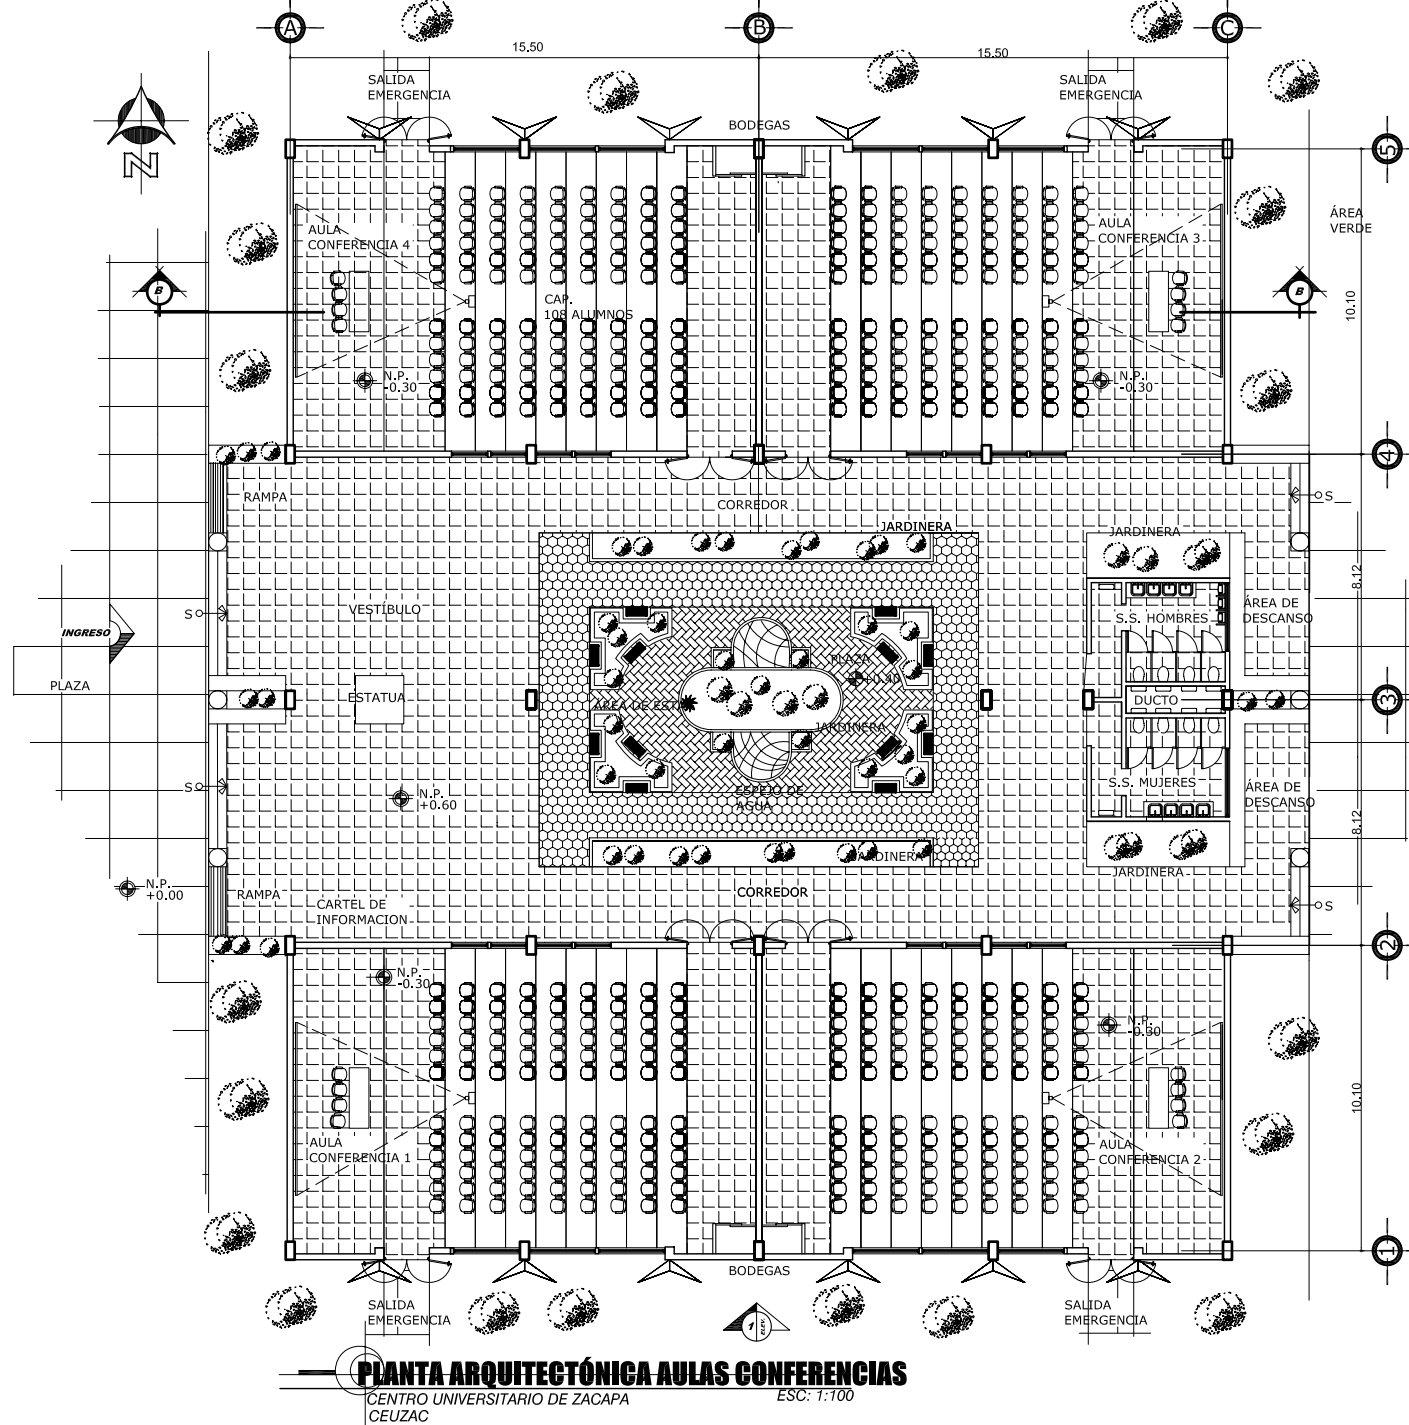 A
B
C
15.50
15.50
SALIDA
EMERGENCIA
SALIDA
EMERGENCIA
BODEGAS
N
5
AULA
CONFERENCIA 4
AULA
CONFERENCIA 3
ÁREA
VERDE
B
B
CAP.
108 ALUMNOS
10.10
N.P.
-0.30
N.P.
-0.30
4
RAMPA
CORREDOR
S
JARDINERA
JARDINERA
8.12
VESTÍBULO
S
S.S. HOMBRES
ÁREA DE
DESCANSO
INGRESO
PLAZA
PLAZA
+0.40
ESTATUA
DUCTO
3
JARDINERA
S
S.S. MUJERES
ÁREA DE
DESCANSO
ESPEJO DE
AGUA
N.P.
+0.60
8.12
JARDINERA
JARDINERA
N.P.
+0.00
RAMPA
CORREDOR
CARTEL DE
INFORMACION
S
2
N.P.
-0.30
N.P.
-0.30
10.10
AULA
CONFERENCIA 1
AULA
CONFERENCIA 2
1
BODEGAS
SALIDA
EMERGENCIA
SALIDA
EMERGENCIA
1
ELEV.
PLANTA ARQUITECTÓNICA AULAS CONFERENCIAS
CENTRO UNIVERSITARIO DE ZACAPA
ESC: 1:100
CEUZAC